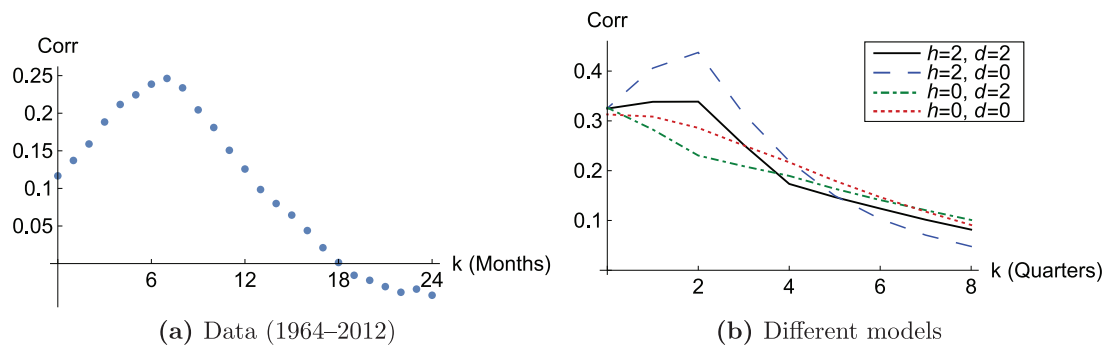 Corr
0.25
0.20
0.15
0.1
0.05
6
12
18
24
k (Months)
(a) Data (1964–2012)
Corr
0.4
0.3
0.2
0.1
0
2
4
6
8
k (Quarters)
h=2, d=2
h=2, d=0
h=0, d=2
h=0, d=0
(b) Different models